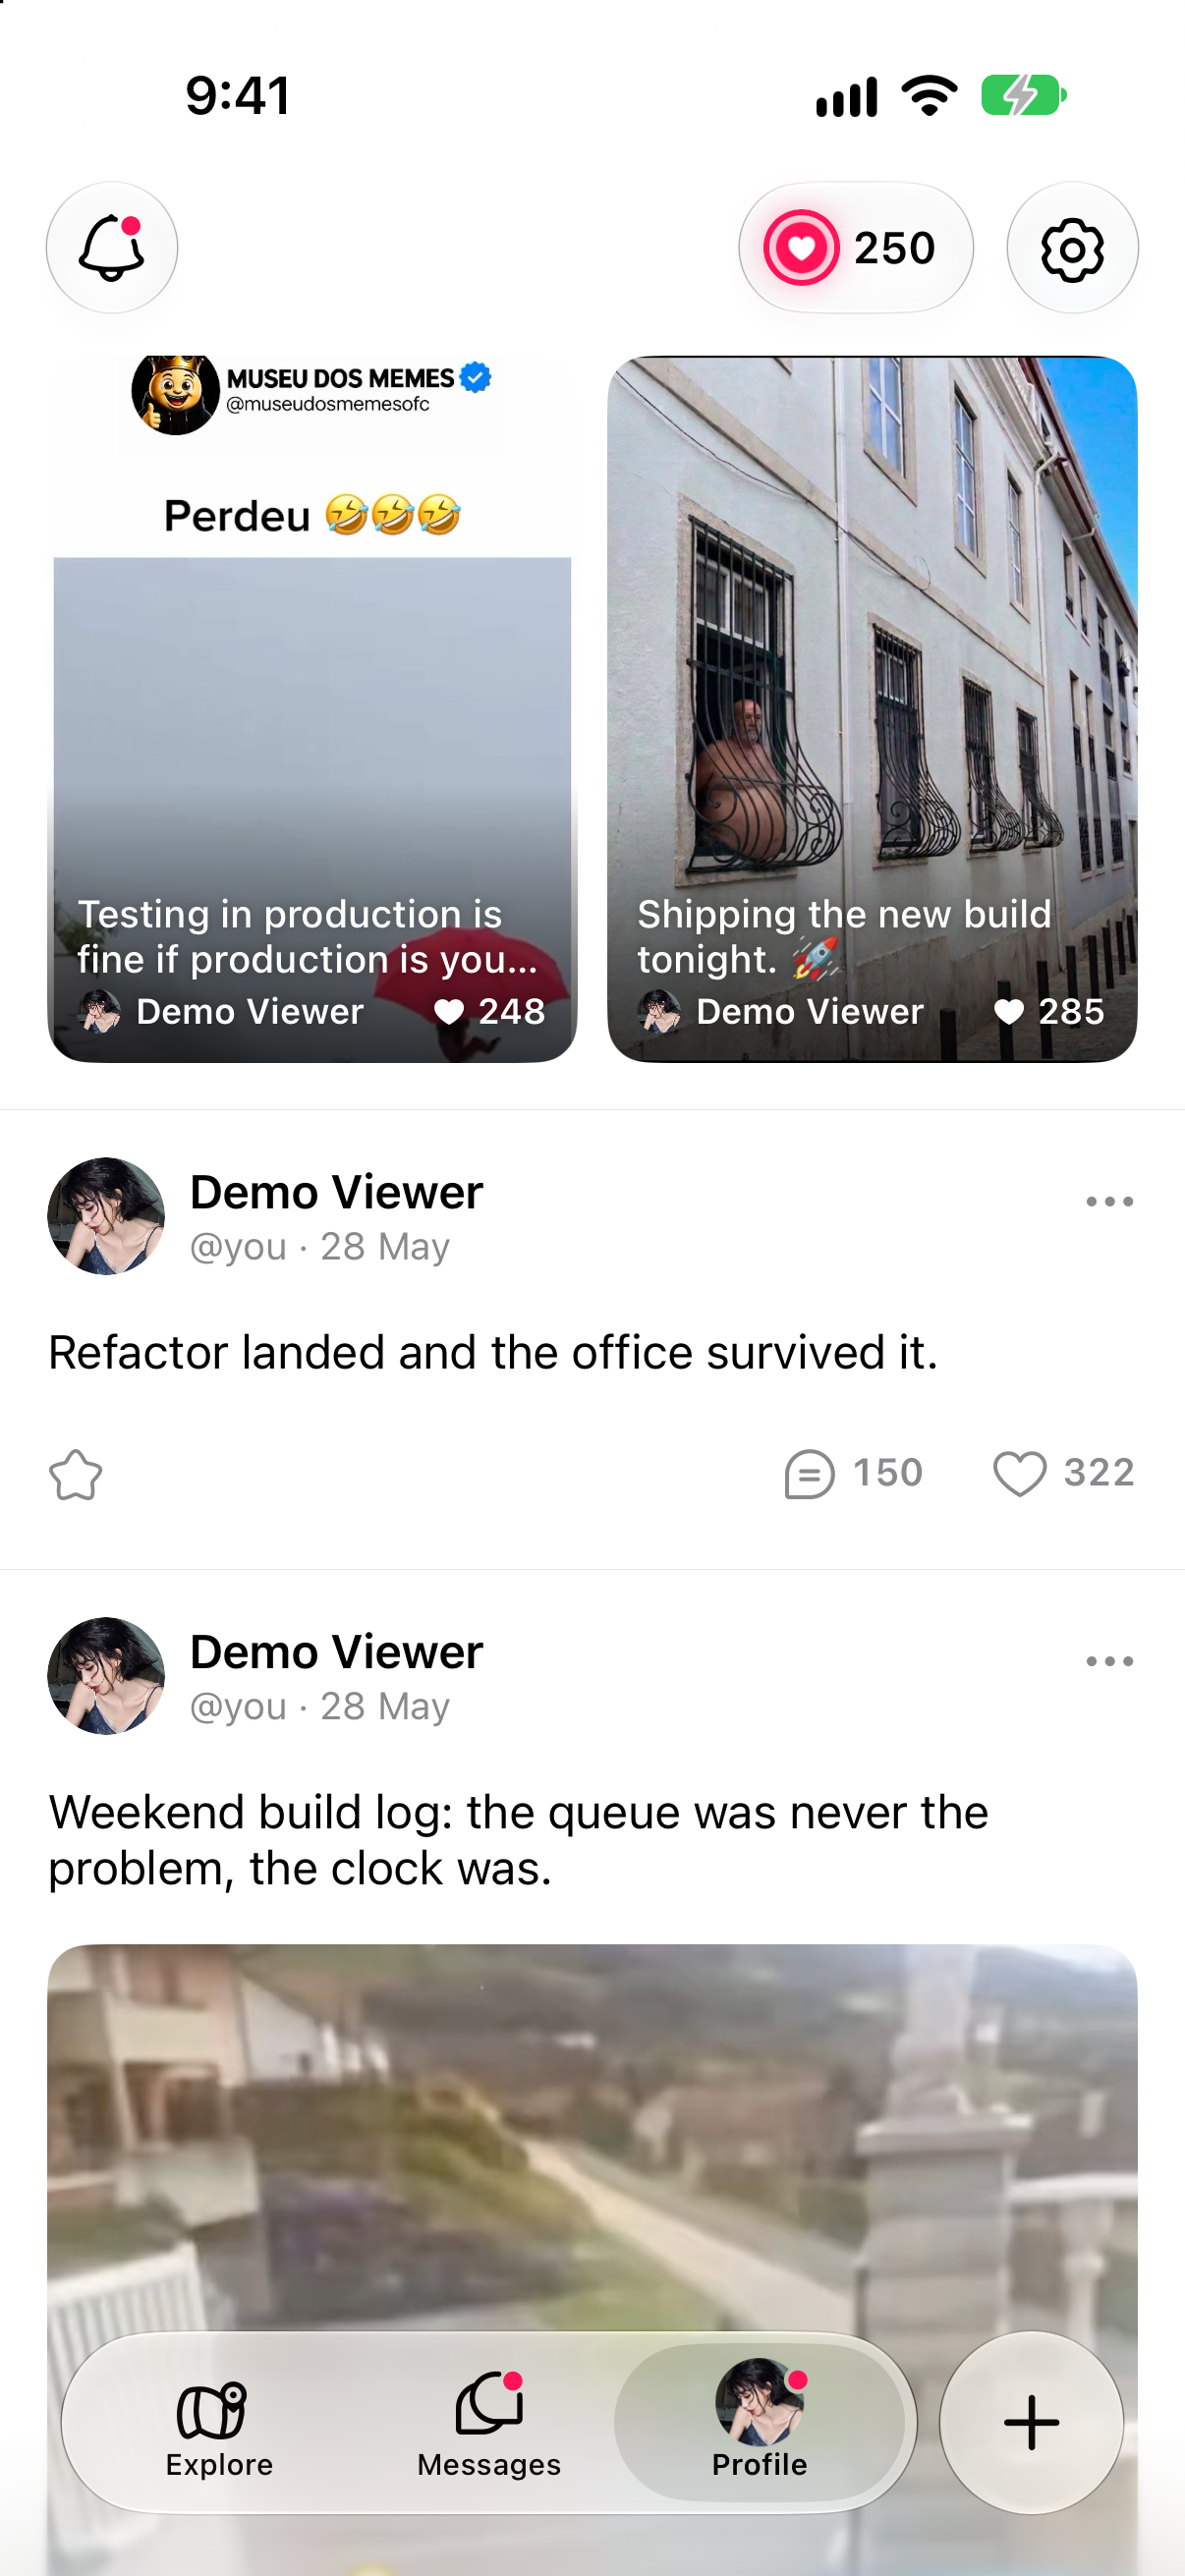 9:41
250
MUSEU DOS MEMES
@museudosmemesofc
Perdeu 🤣🤣🤣
Testing in production is
fine if production is you...
Demo Viewer 248
Shipping the new build
tonight. 🚀
Demo Viewer 285
Demo Viewer
@you · 28 May
Refactor landed and the office survived it.
150 322
Demo Viewer
@you · 28 May
Weekend build log: the queue was never the
problem, the clock was.
Explore Messages Profile